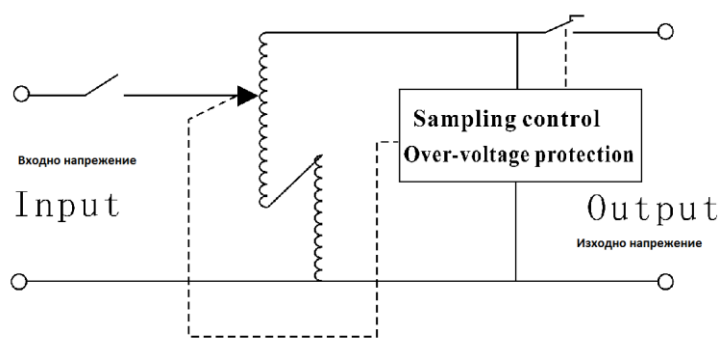 Sampling control
Over-voltage protection
Входно напрежение
Input
Output
Изходно напрежение